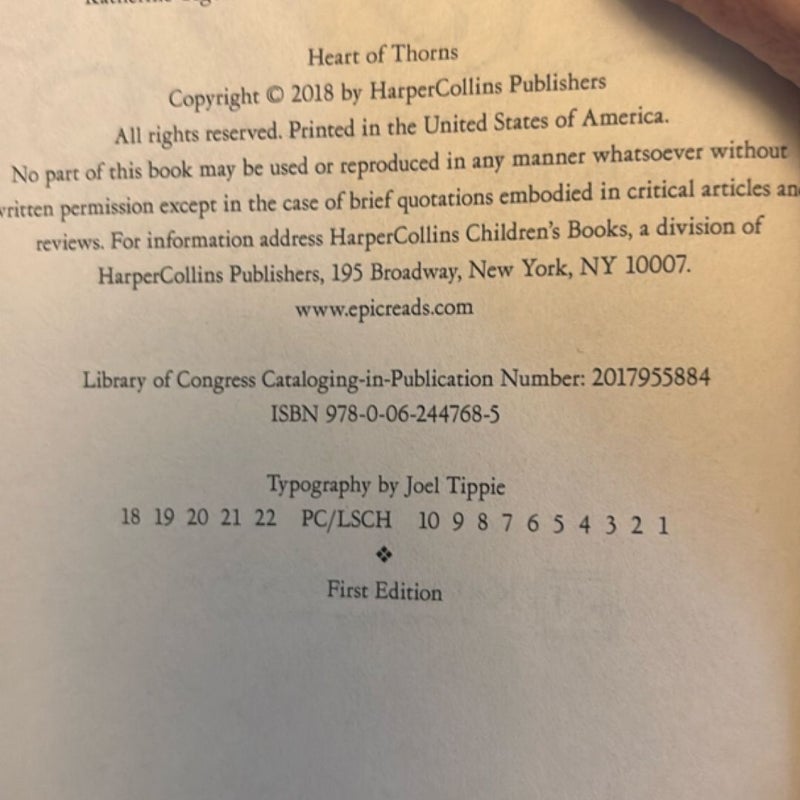 Heart of Thorns
Copyright © 2018 by HarperCollins Publishers
All rights reserved. Printed in the United States of America.
No part of this book may be used or reproduced in any manner whatsoever without
written permission except in the case of brief quotations embodied in critical articles and
reviews. For information address HarperCollins Children's Books, a division of
HarperCollins Publishers, 195 Broadway, New York, NY 10007.
www.epicreads.com
Library of Congress Cataloging-in-Publication Number: 2017955884
ISBN 978-0-06-244768-5
Typography by Joel Tippie
18 19 20 21 22 PC/LSCH 10 9 8 7 6 5 4 3 2 1
❖
First Edition